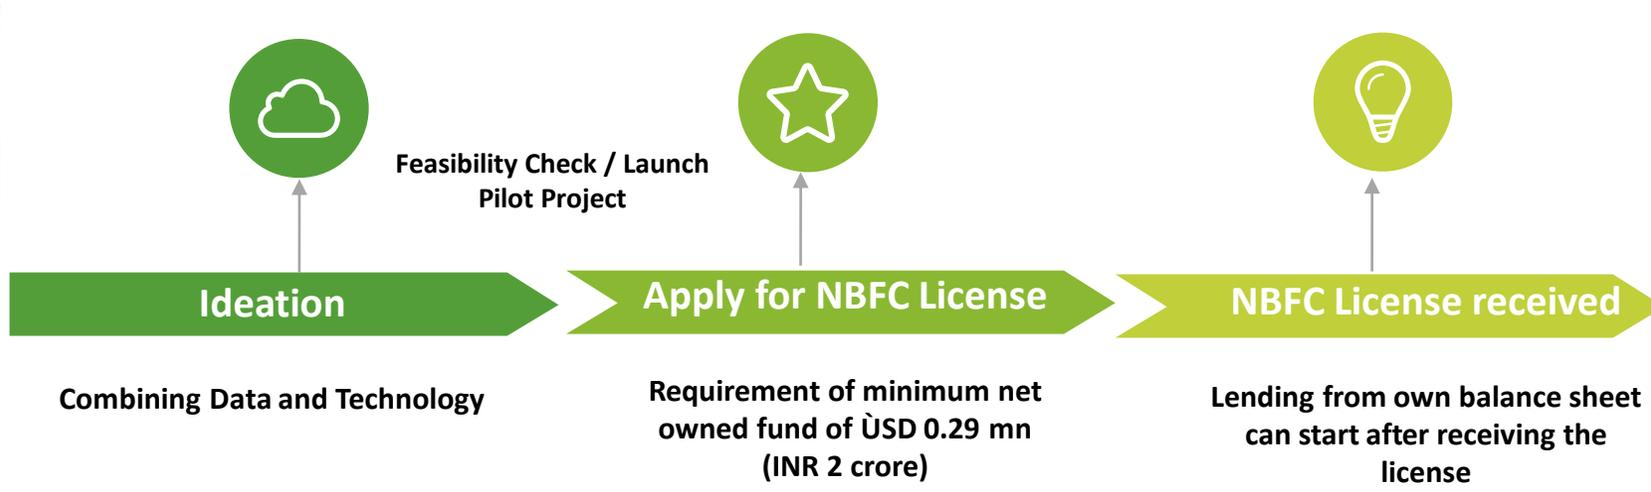 Feasibility Check / Launch
Pilot Project
Ideation
Apply for NBFC License
NBFC License received
Combining Data and Technology
Requirement of minimum net
owned fund of ÙSD 0.29 mn
(INR 2 crore)
Lending from own balance sheet
can start after receiving the
license